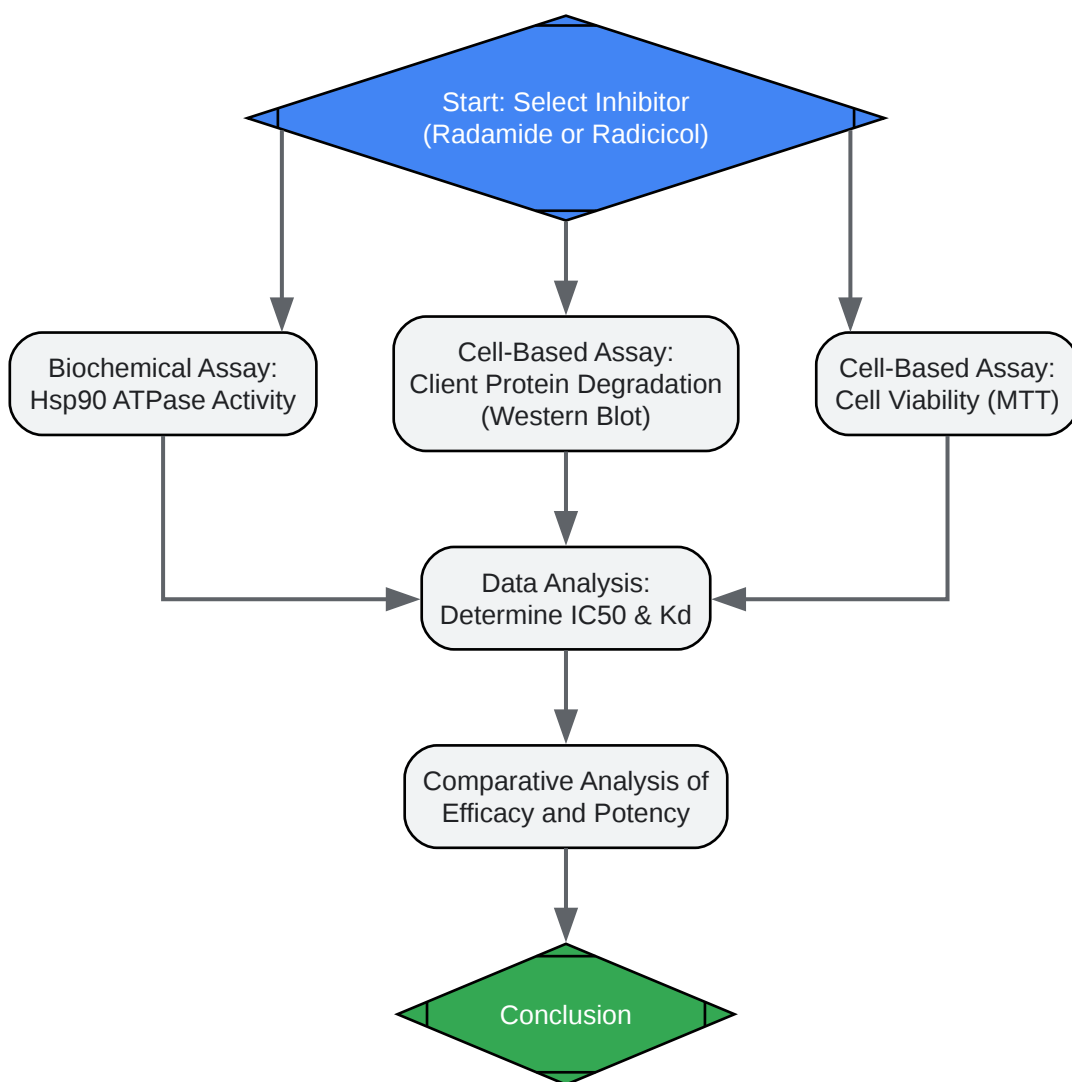 Start: Select Inhibitor
(Radamide or Radicicol)
Biochemical Assay:
Hsp90 ATPase Activity
Cell-Based Assay:
Client Protein Degradation
(Western Blot)
Cell-Based Assay:
Cell Viability (MTT)
Data Analysis:
Determine IC50 & Kd
Comparative Analysis of
Efficacy and Potency
Conclusion